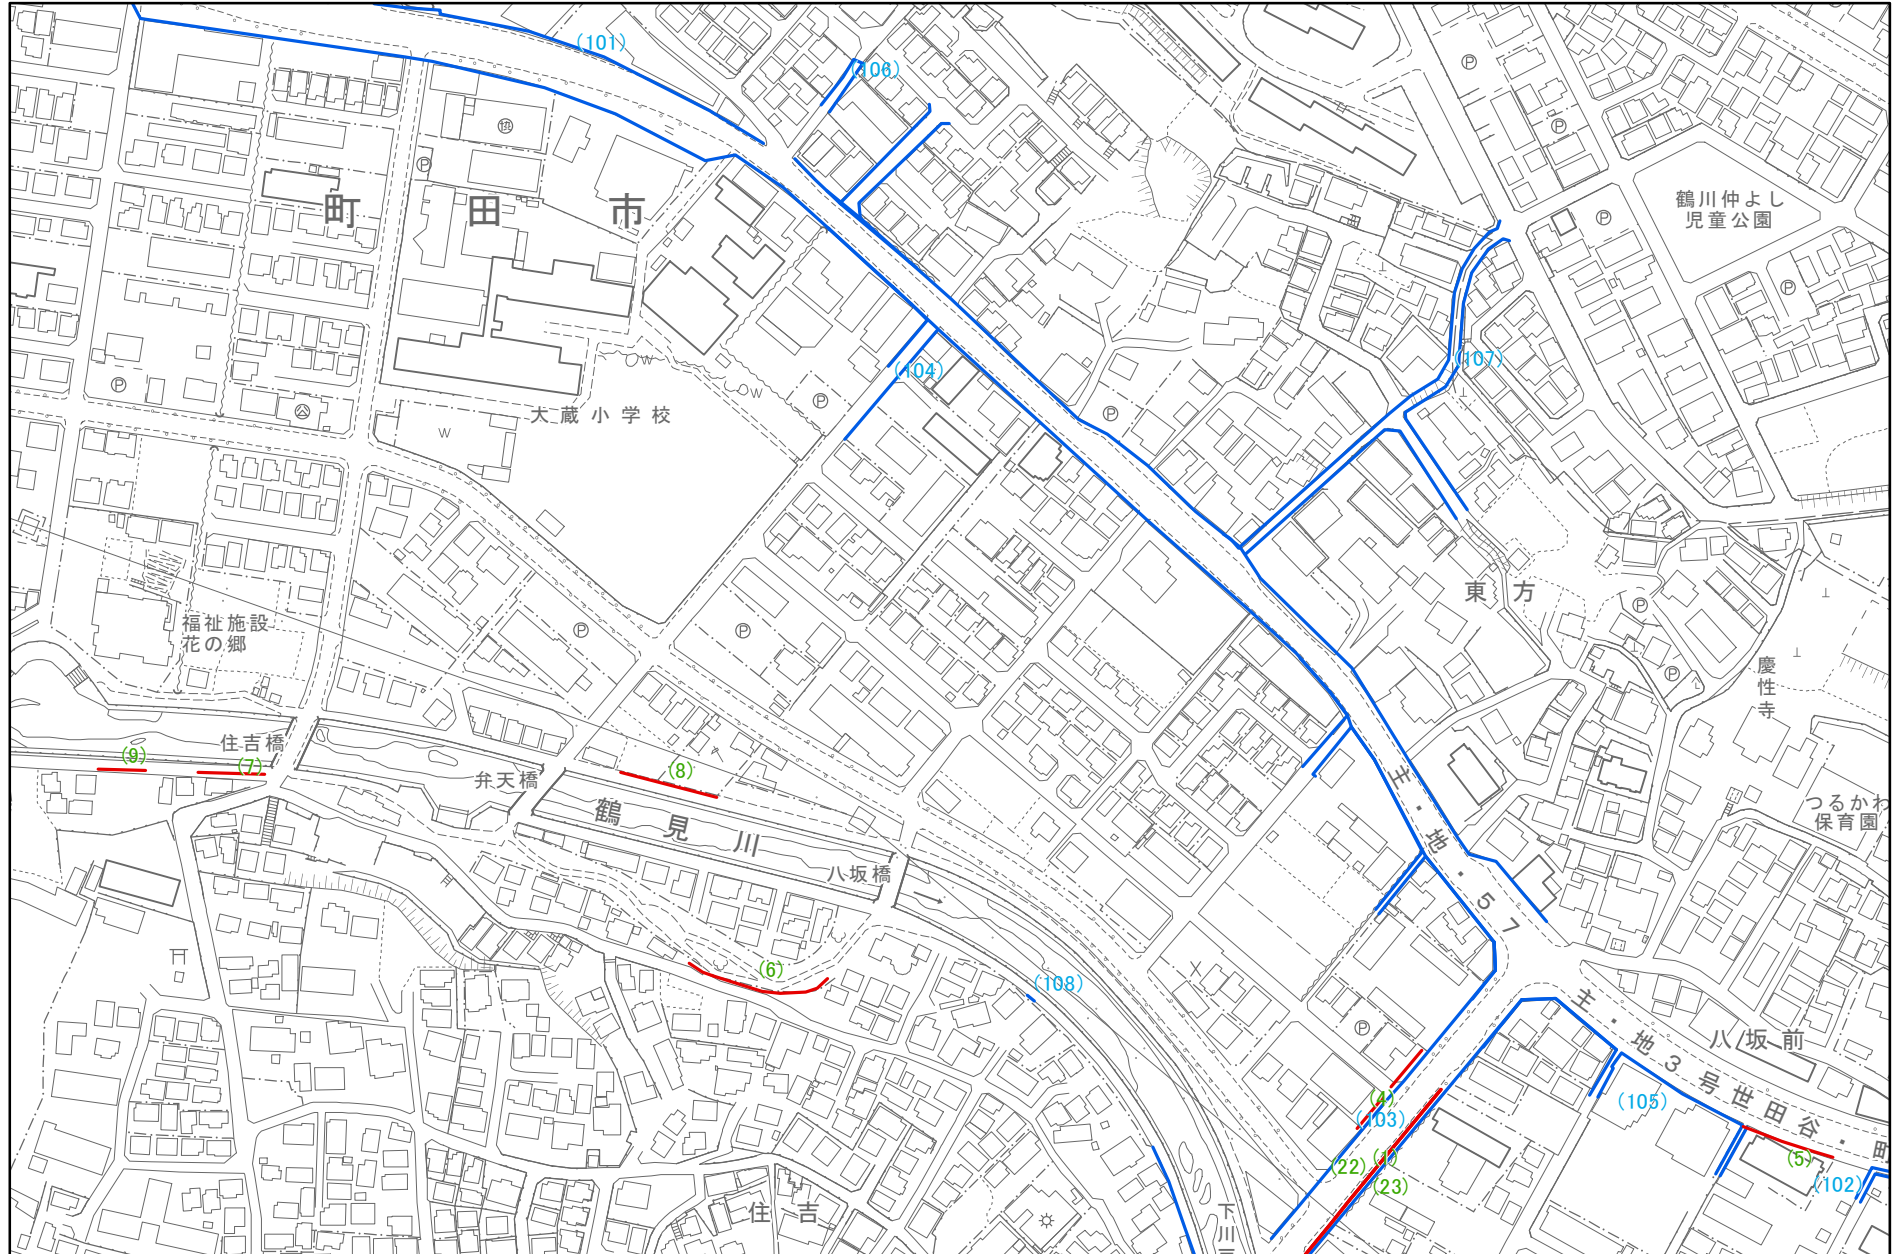 (101)
(106)
町田市
鶴川仲よし
児童公園
(107)
(104)
大蔵小学校
東方
福祉施設
花の郷
慶性寺
住吉橋
(9)
(7)
弁天橋
(8)
鶴見川
主・地・57
つるかわ
保育園
八坂橋
(6)
(108)
主・地3号世田谷・町
八坂前
(4)
(103)
(105)
(22)
(1)
(23)
(5)
(102)
住吉
下川